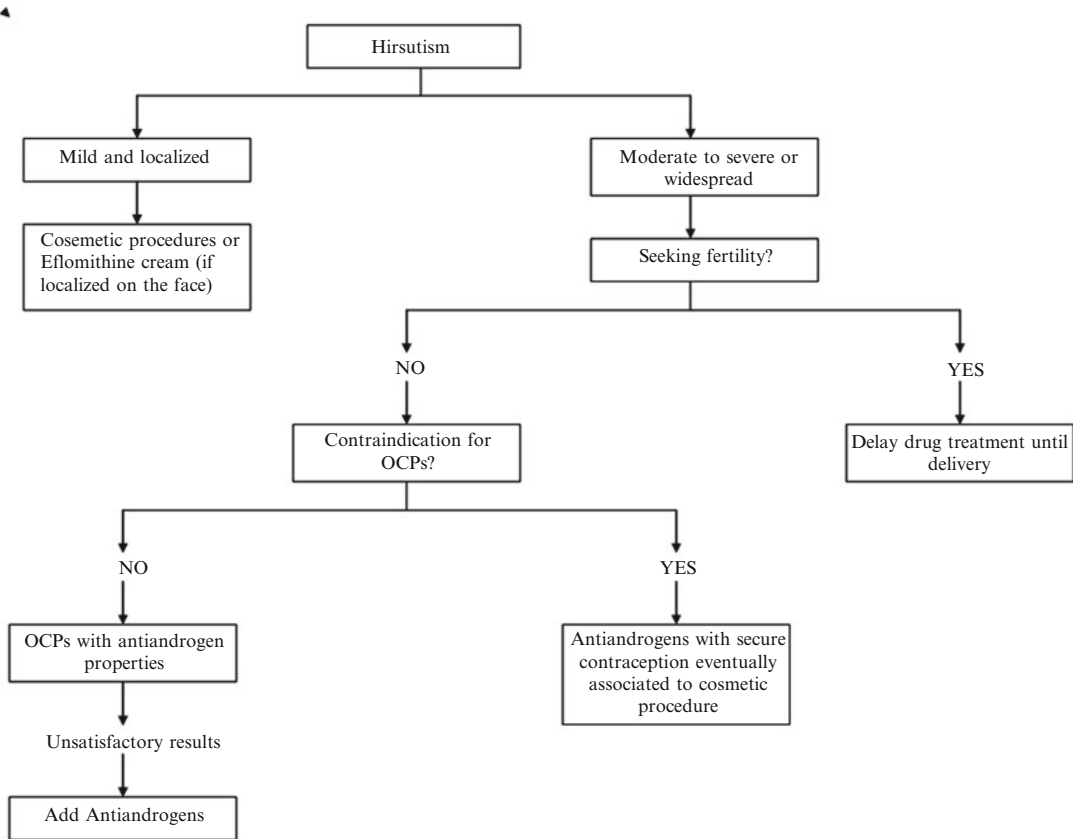 Hirsutism
Mild and localized
Moderate to severe or
widespread
Cosemetic procedures or
Eflomithine cream (if
localized on the face)
Seeking fertility?
NO
YES
Contraindication for
OCPs?
Delay drug treatment until
delivery
NO
YES
OCPs with antiandrogen
properties
Antiandrogens with secure
contraception eventually
associated to cosmetic
procedure
Unsatisfactory results
Add Antiandrogens